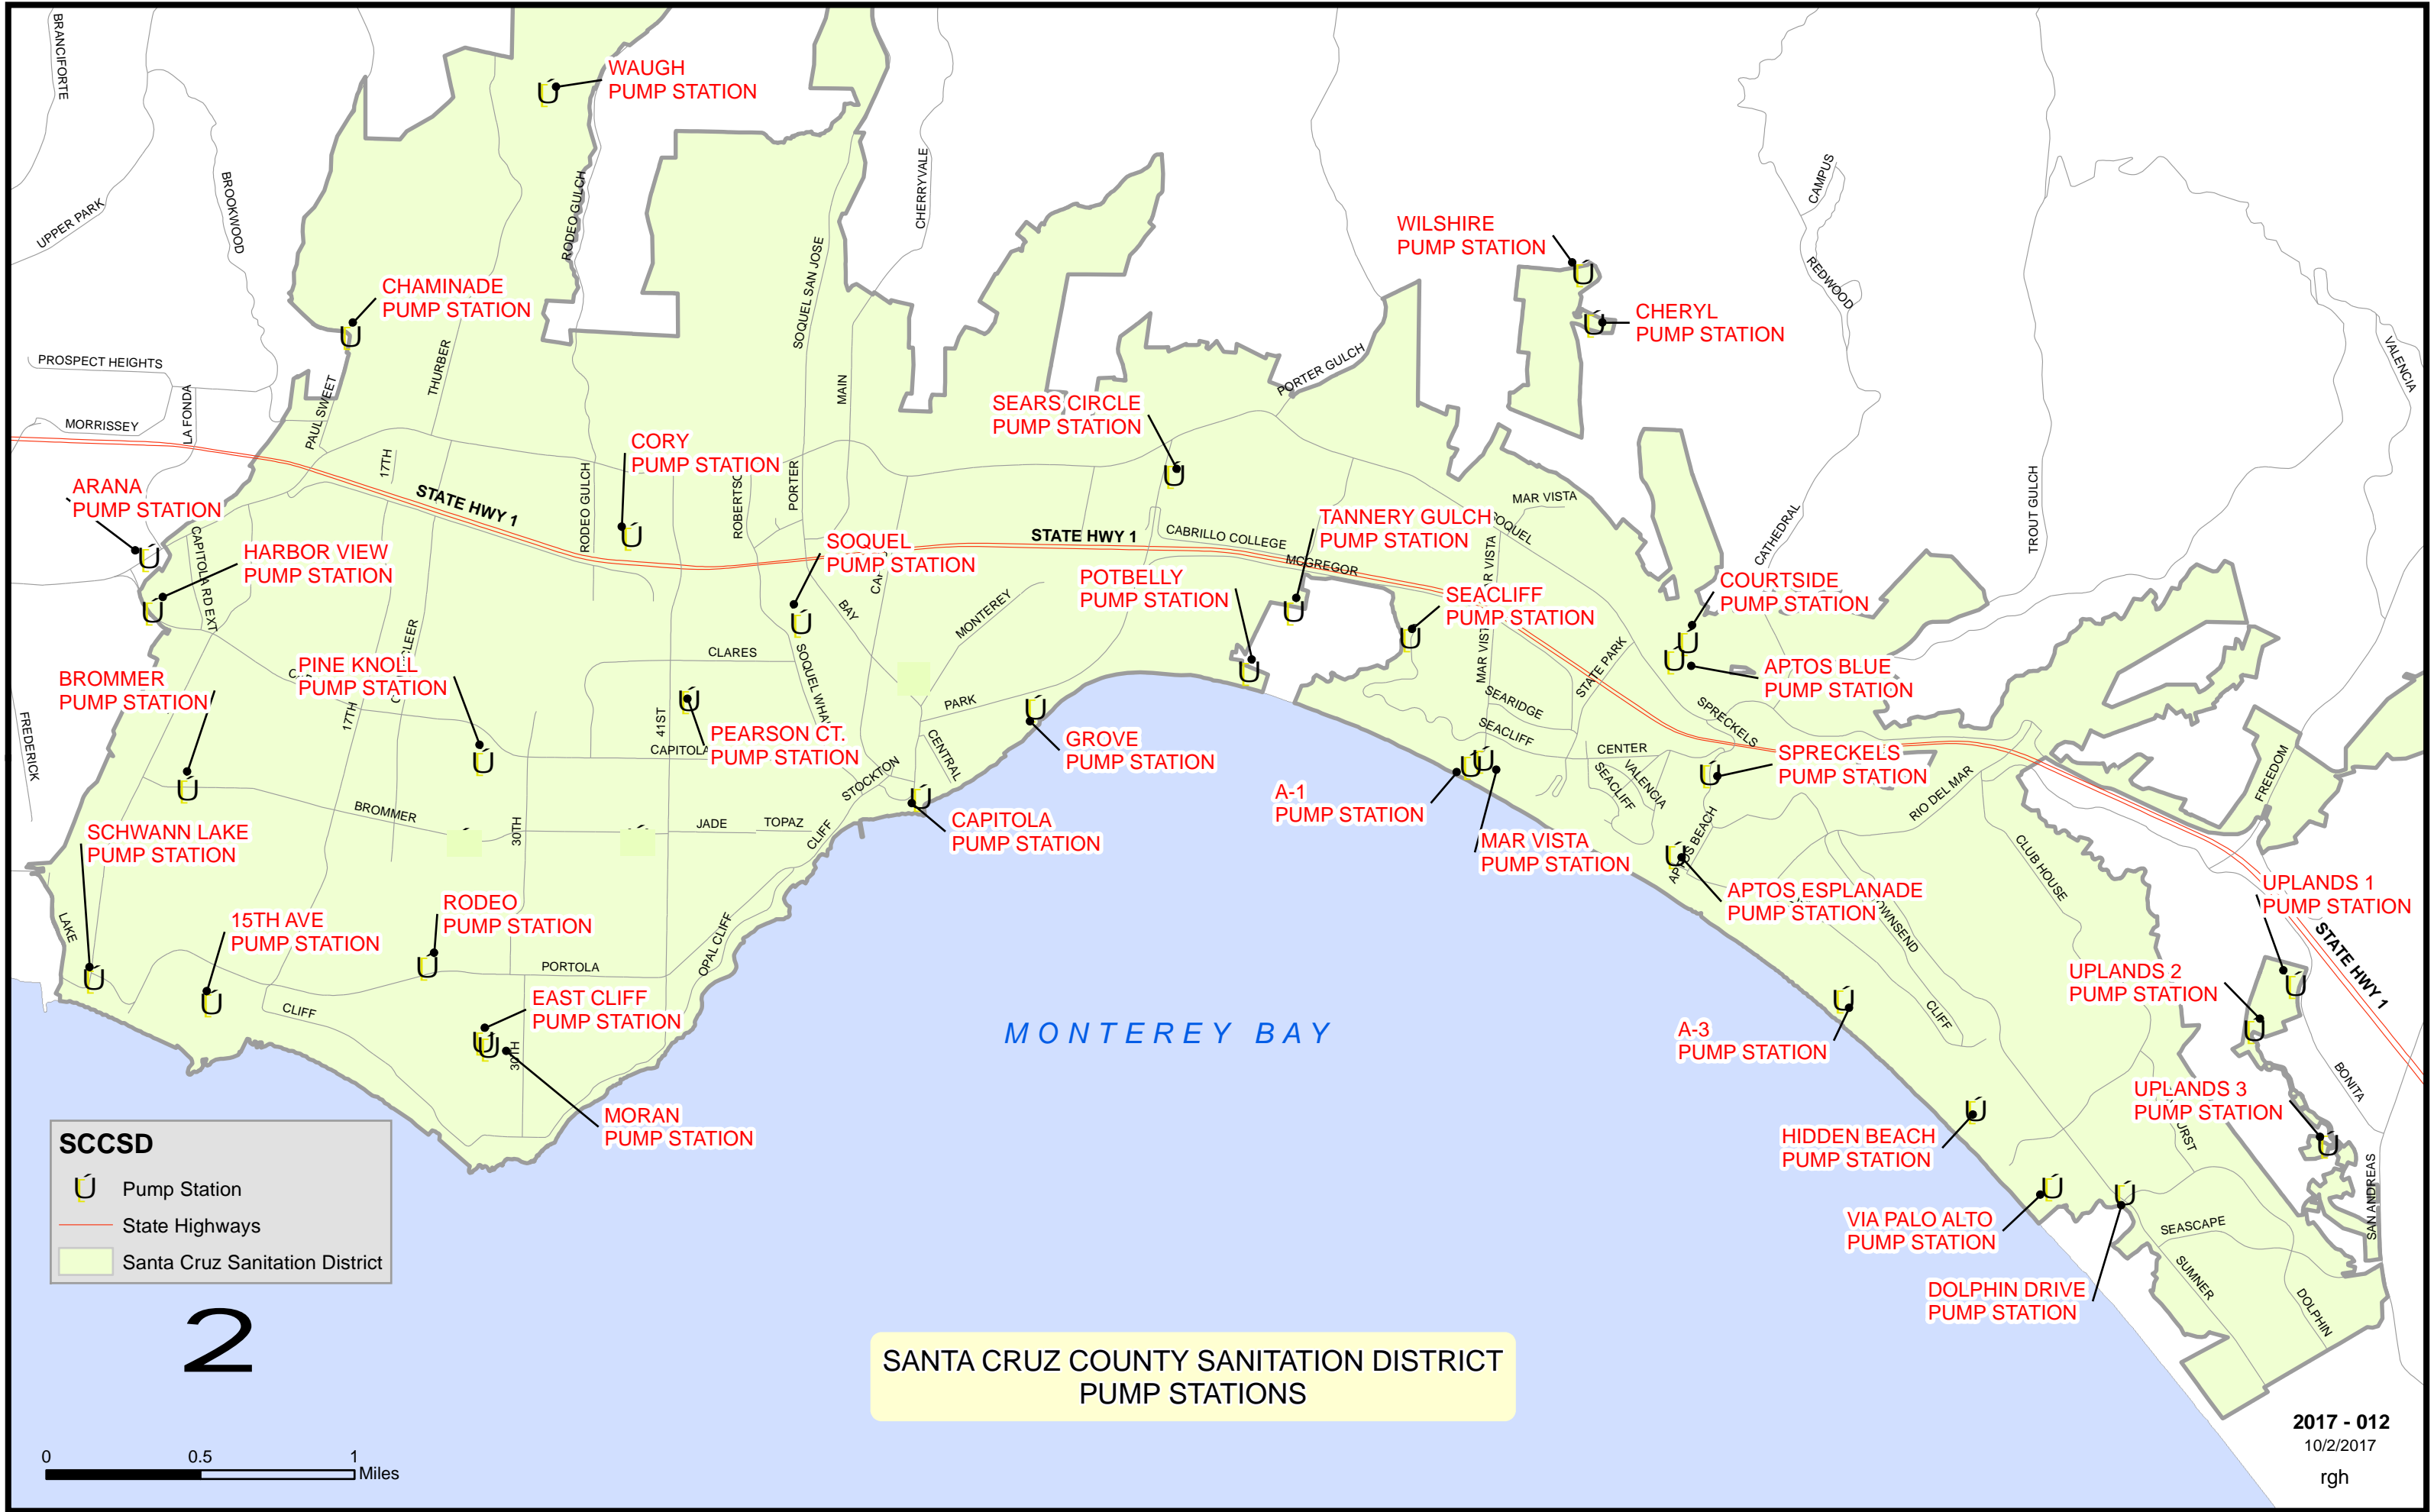 BRANCIFORTE
WAUGH
PUMP STATION
UPPER PARK
BROOKWOOD
RODEO GULCH
CHERRYVALE
CAMPUS
REDWOOD
WILSHIRE
PUMP STATION
CHERYL
PUMP STATION
CHAMINADE
PUMP STATION
SOQUEL SAN JOSE
PROSPECT HEIGHTS
LA FONDA
MORRISSEY
PAUL SWEET
THURBER
MAIN
PORTER GULCH
VALENCIA
SEARS CIRCLE
PUMP STATION
CORY
PUMP STATION
17TH
STATE HWY 1
RODEO GULCH
PORTER
ARANA
PUMP STATION
HARBOR VIEW
PUMP STATION
SOQUEL
PUMP STATION
STATE HWY 1
CABRILLO COLLEGE
MCGREGOR
TANNERY GULCH
PUMP STATION
MAR VISTA
CATHEDRAL
TROUT GULCH
POTBELLY
PUMP STATION
SEACLIFF
PUMP STATION
COURTSIDE
PUMP STATION
APTOS BLUE
PUMP STATION
BAY
MONTEREY
CLARES
PINE KNOLL
PUMP STATION
BROMMER
PUMP STATION
FREDERICK
17TH
41ST
PEARSON CT.
PUMP STATION
PARK
CENTRAL
GROVE
PUMP STATION
MAR VISTA
STATE PARK
SEARIDGE
SEACLIFF
CENTER
SPRECKELS
SPRECKELS
PUMP STATION
SEACLIFF
VALENCIA
RIO DEL MAR
FREEDOM
A-1
PUMP STATION
MAR VISTA
PUMP STATION
CAPITOLA
STOCKTON
CAPITOLA
PUMP STATION
BROMMER
30TH
JADE
TOPAZ
CLIFF
SCHWANN LAKE
PUMP STATION
APTOS ESPLANADE
PUMP STATION
CLUB HOUSE
UPLANDS 1
PUMP STATION
STATE HWY 1
LAKE
15TH AVE
PUMP STATION
RODEO
PUMP STATION
PORTOLA
OPAL CLIFF
CLIFF
EAST CLIFF
PUMP STATION
30TH
MORAN
PUMP STATION
MONTEREY BAY
CLIFF
UPLANDS 2
PUMP STATION
A-3
PUMP STATION
BONITA
UPLANDS 3
PUMP STATION
HIDDEN BEACH
PUMP STATION
SAN ANDREAS
VIA PALO ALTO
PUMP STATION
SEASCAPE
SUMNER
DOLPHIN
DOLPHIN DRIVE
PUMP STATION
SCCSD
Pump Station
State Highways
Santa Cruz Sanitation District
2
SANTA CRUZ COUNTY SANITATION DISTRICT
PUMP STATIONS
0 0.5 1
Miles
2017 - 012
10/2/2017
rgh